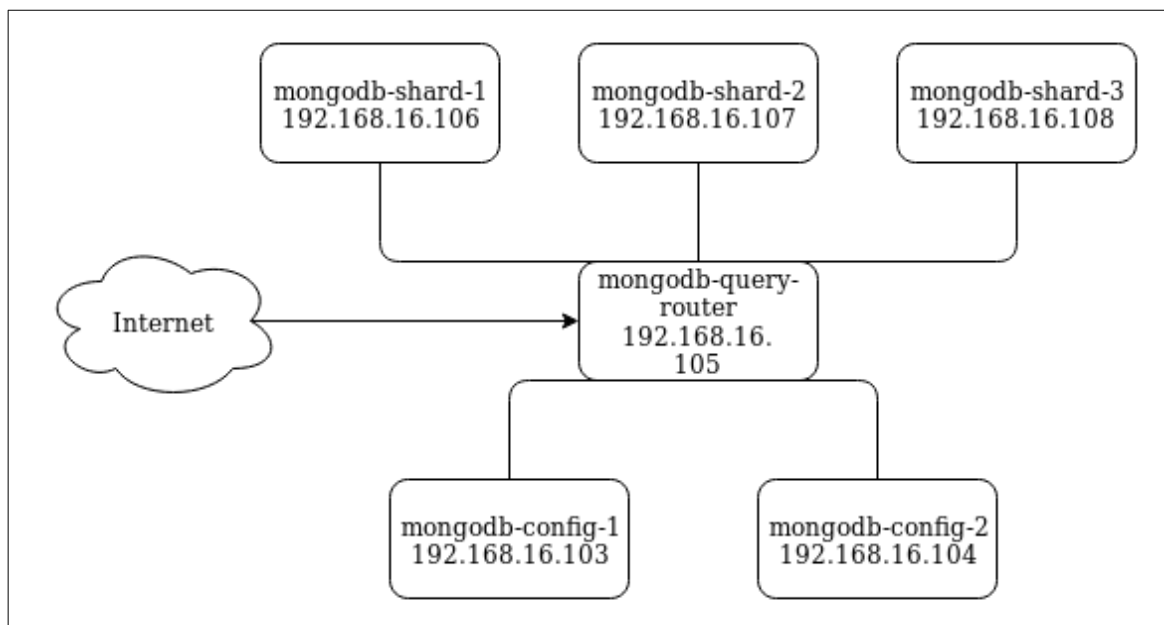 mongodb-shard-1
192.168.16.106
mongodb-shard-2
192.168.16.107
mongodb-shard-3
192.168.16.108
Internet
mongodb-query-
router
192.168.16.
105
mongodb-config-1
192.168.16.103
mongodb-config-2
192.168.16.104